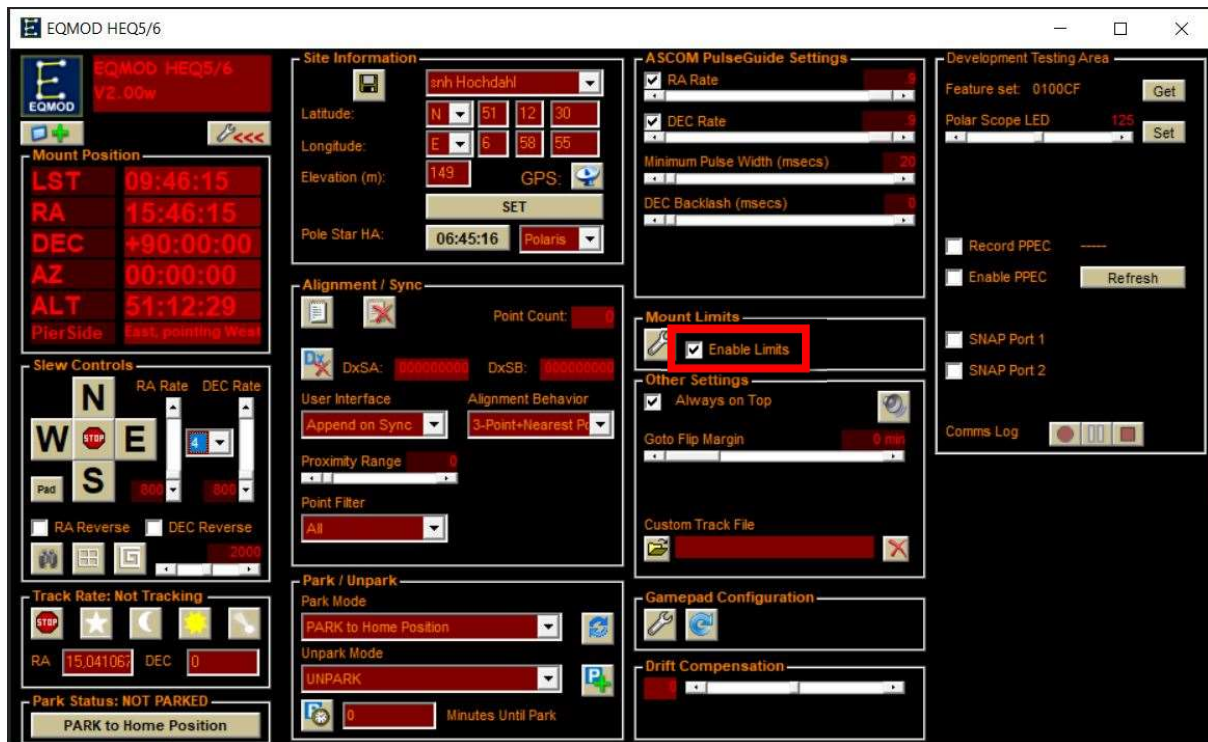 EQMOD HEQ5/6
EQMOD HEQ5/6
V2.00w
EQMOD
<<<
Mount Position
LST 09:46:15
RA 15:46:15
DEC +90:00:00
AZ 00:00:00
ALT 51:12:29
PierSide East, pointing West
Slew Controls
RA Rate DEC Rate
N
W STOP E 4
S
Pad 800 800
RA Reverse DEC Reverse
2000
Track Rate: Not Tracking
STOP
RA 15,041067 DEC 0
Park Status: NOT PARKED
PARK to Home Position
Site Information
snh Hochdahl
Latitude: N 51 12 30
Longitude: E 6 58 55
Elevation (m): 149 GPS:
SET
Pole Star HA: 06:45:16 Polaris
Alignment / Sync
Point Count: 0
Dx DxSA: 000000000 DxSB: 000000000
User Interface Alignment Behavior
Append on Sync 3-Point+Nearest Po
Proximity Range 0
Point Filter
All
Park / Unpark
Park Mode
PARK to Home Position
Unpark Mode
UNPARK
P
P 0 Minutes Until Park
ASCOM PulseGuide Settings
RA Rate .9
DEC Rate .9
Minimum Pulse Width (msecs) 20
DEC Backlash (msecs) 0
Mount Limits
Enable Limits
Other Settings
Always on Top
Goto Flip Margin 0 min
Custom Track File
Gamepad Configuration
Drift Compensation
0
Development Testing Area
Feature set: 0100CF Get
Polar Scope LED 125 Set
Record PPEC -----
Enable PPEC Refresh
SNAP Port 1
SNAP Port 2
Comms Log